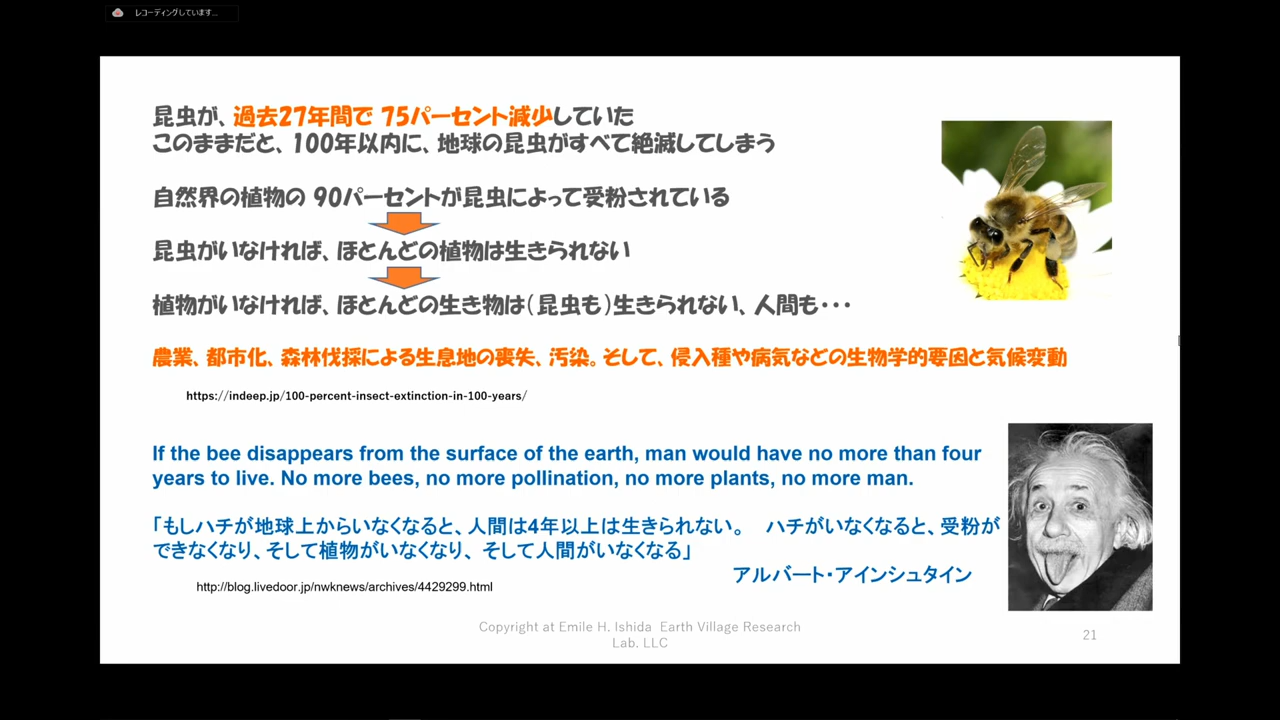 レコーディングしています...
昆虫が、過去27年間で 75パーセント減少していた
このままだと、100年以内に、地球の昆虫がすべて絶滅してしまう
自然界の植物の 90パーセントが昆虫によって受粉されている
昆虫がいなければ、ほとんどの植物は生きられない
植物がいなければ、ほとんどの生き物は(昆虫も)生きられない、人間も・・・
農業、都市化、森林伐採による生息地の喪失、汚染。そして、侵入種や病気などの生物学的要因と気候変動
https://indeep.jp/100-percent-insect-extinction-in-100-years/
If the bee disappears from the surface of the earth, man would have no more than four
years to live. No more bees, no more pollination, no more plants, no more man.
「もしハチが地球上からいなくなると、人間は4年以上は生きられない。 ハチがいなくなると、受粉が
できなくなり、そして植物がいなくなり、そして人間がいなくなる」
アルバート・アインシュタイン
http://blog.livedoor.jp/nwknews/archives/4429299.html
Copyright at Emile H. Ishida Earth Village Research
Lab. LLC
21